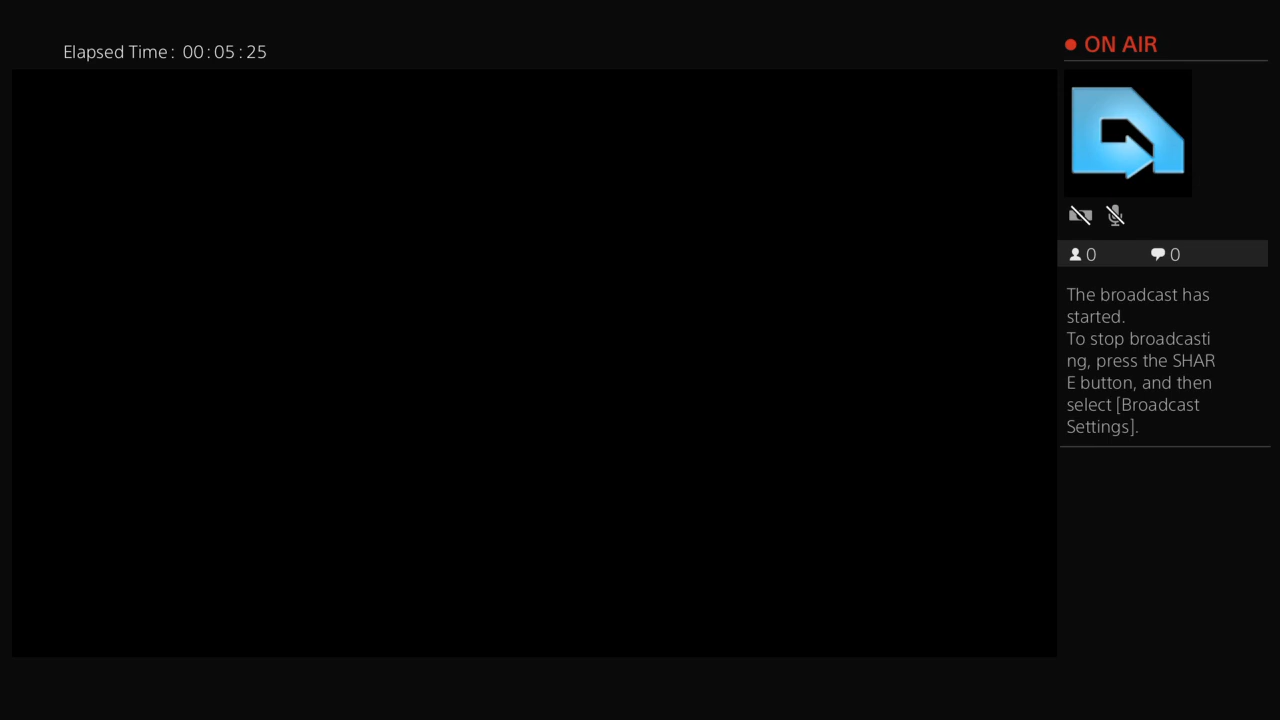 Elapsed Time: 00:05:25
ON AIR
0
0
The broadcast has
started.
To stop broadcasti
ng, press the SHAR
E button, and then
select [Broadcast
Settings].